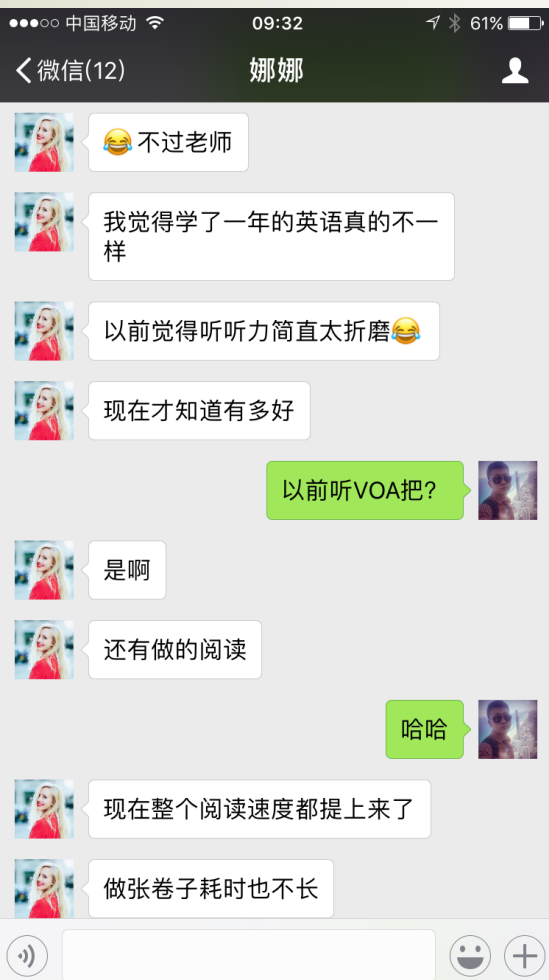 中国移动 09:32 61%
微信(12) 娜娜
😂不过老师
我觉得学了一年的英语真的不一
样
以前觉得听听力简直太折磨😂
现在才知道有多好
以前听VOA把？
是啊
还有做的阅读
哈哈
现在整个阅读速度都提上来了
做张卷子耗时也不长